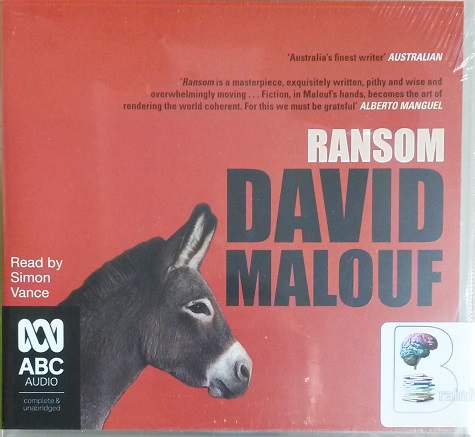 'Australia's finest writer' AUSTRALIAN
'Ransom is a masterpiece, exquisitely written, pithy and wise and
overwhelmingly moving . . . Fiction, in Malouf's hands, becomes the art of
rendering the world coherent. For this we must be grateful' ALBERTO MANGUEL
RANSOM
DAVID
MALOUF
Read by
Simon
Vance
ABC
AUDIO
complete &
unabridged
B